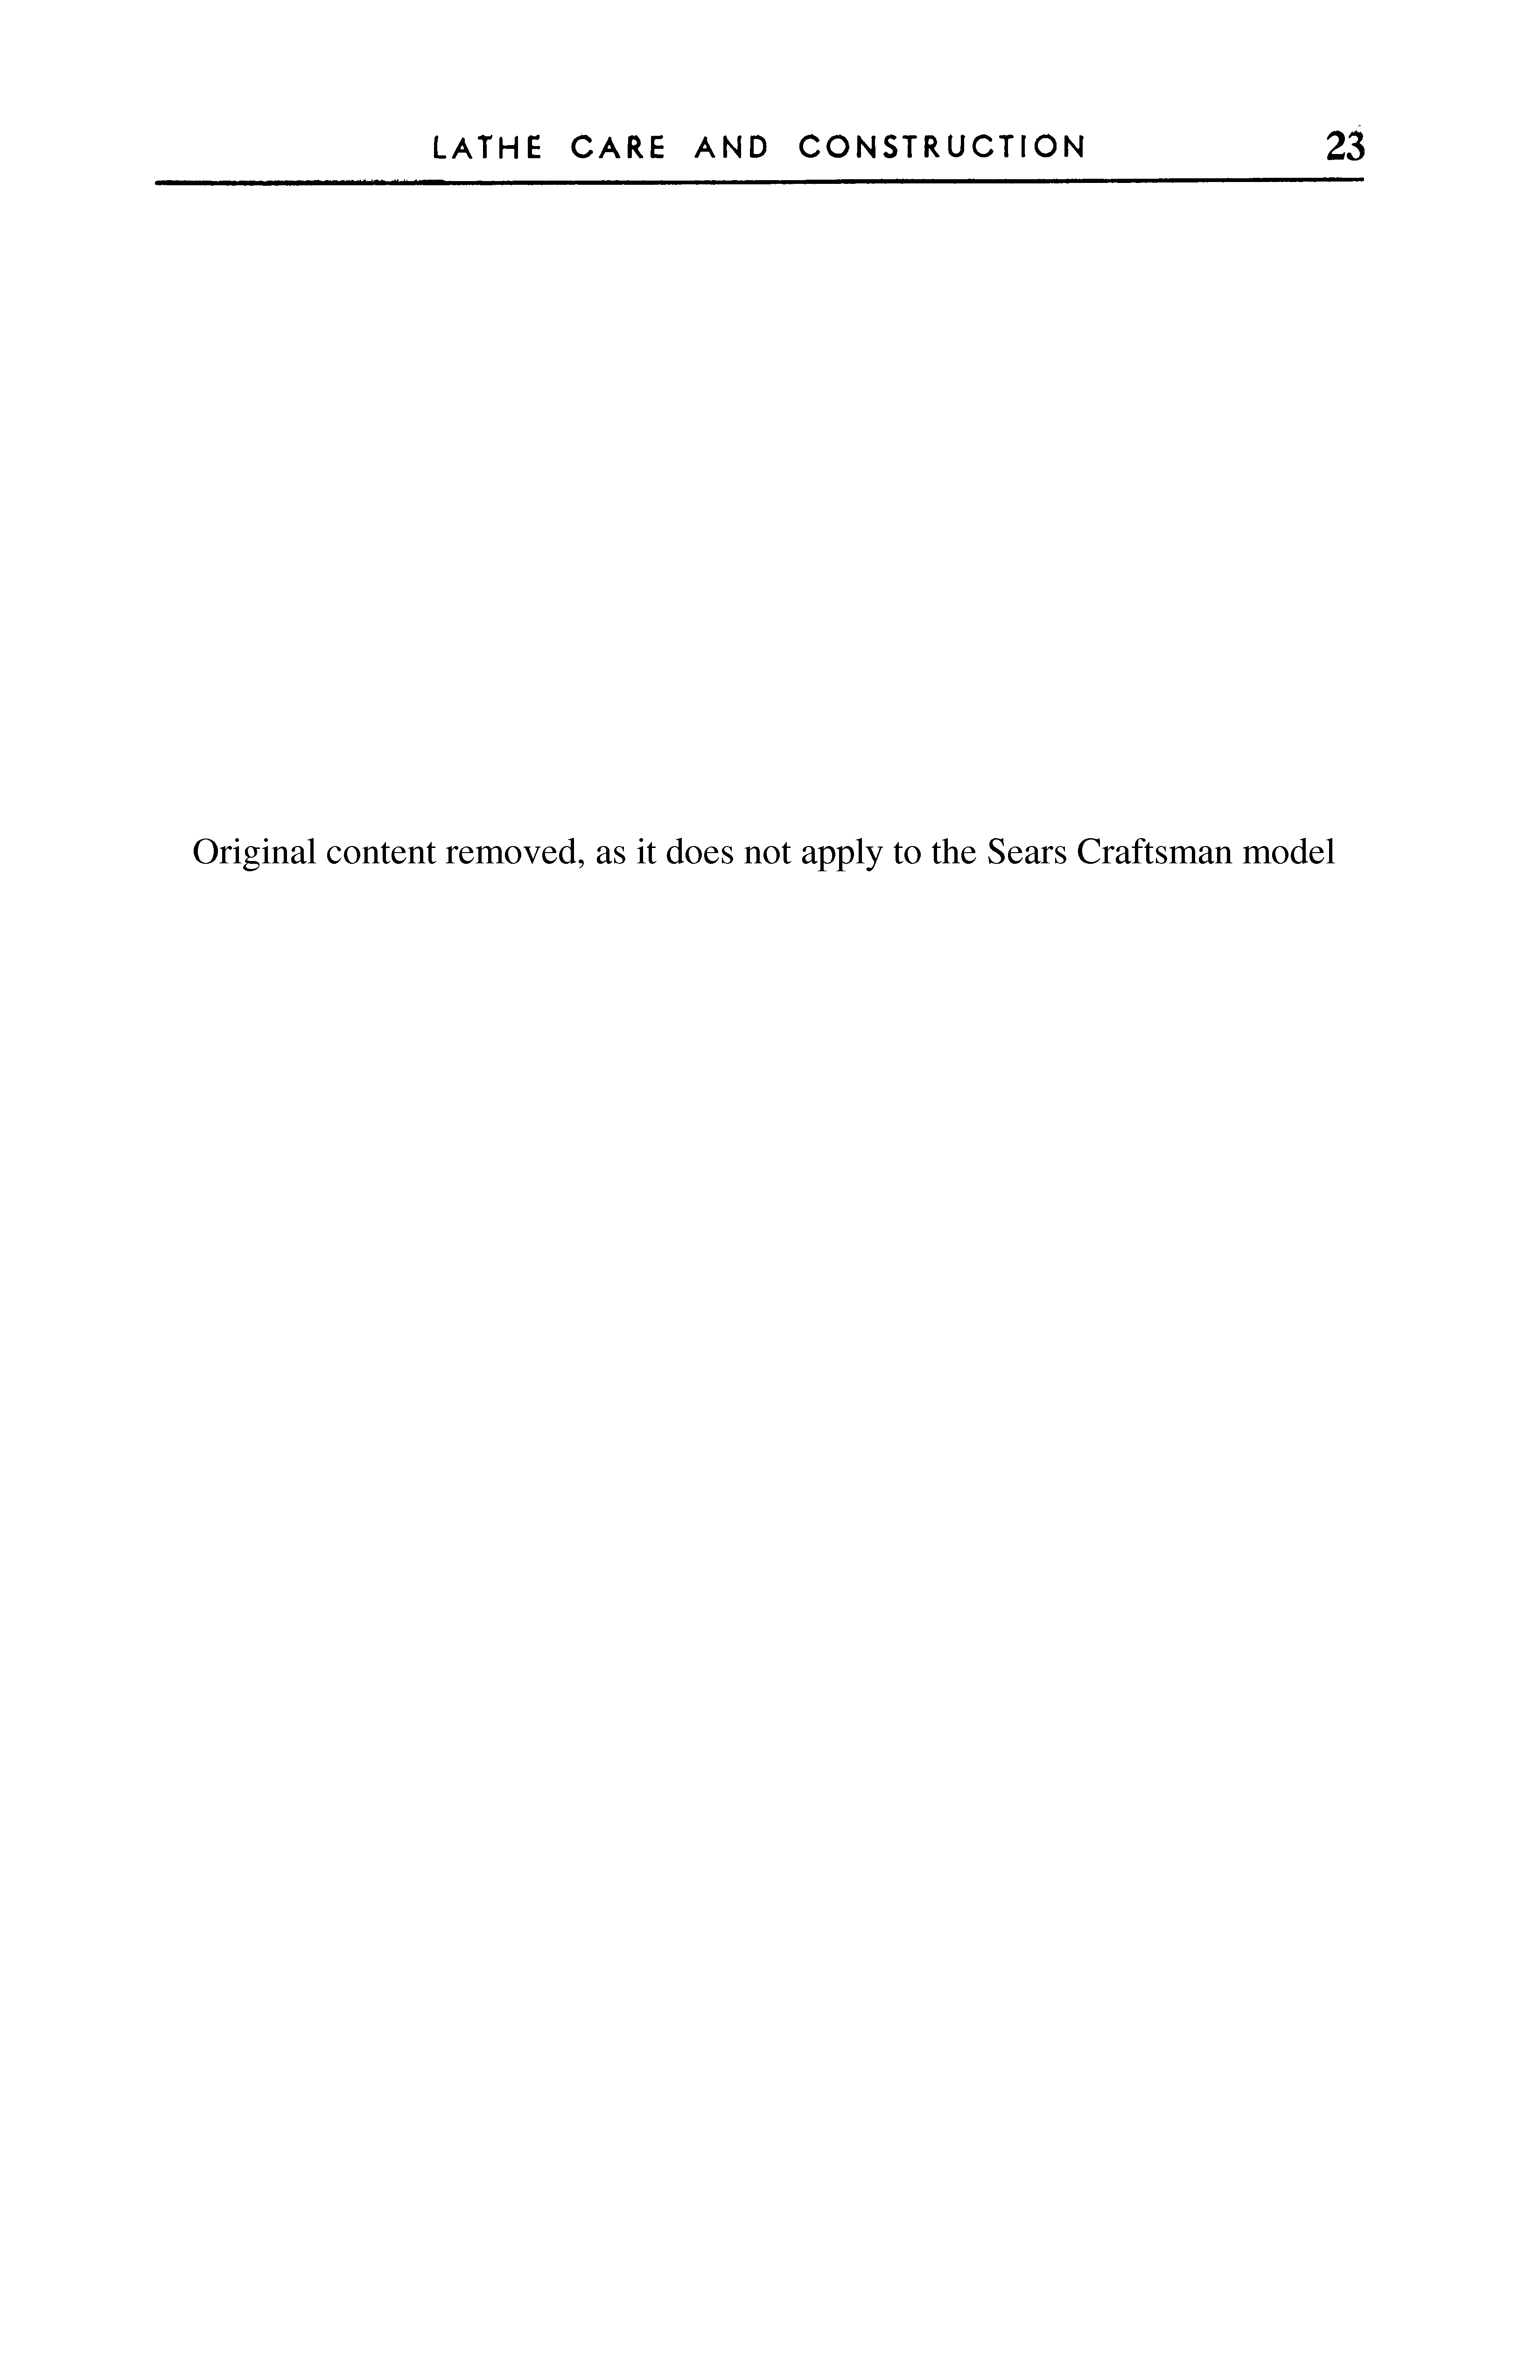 LATHE CARE AND CONSTRUCTION 23
Original content removed, as it does not apply to the Sears Craftsman model